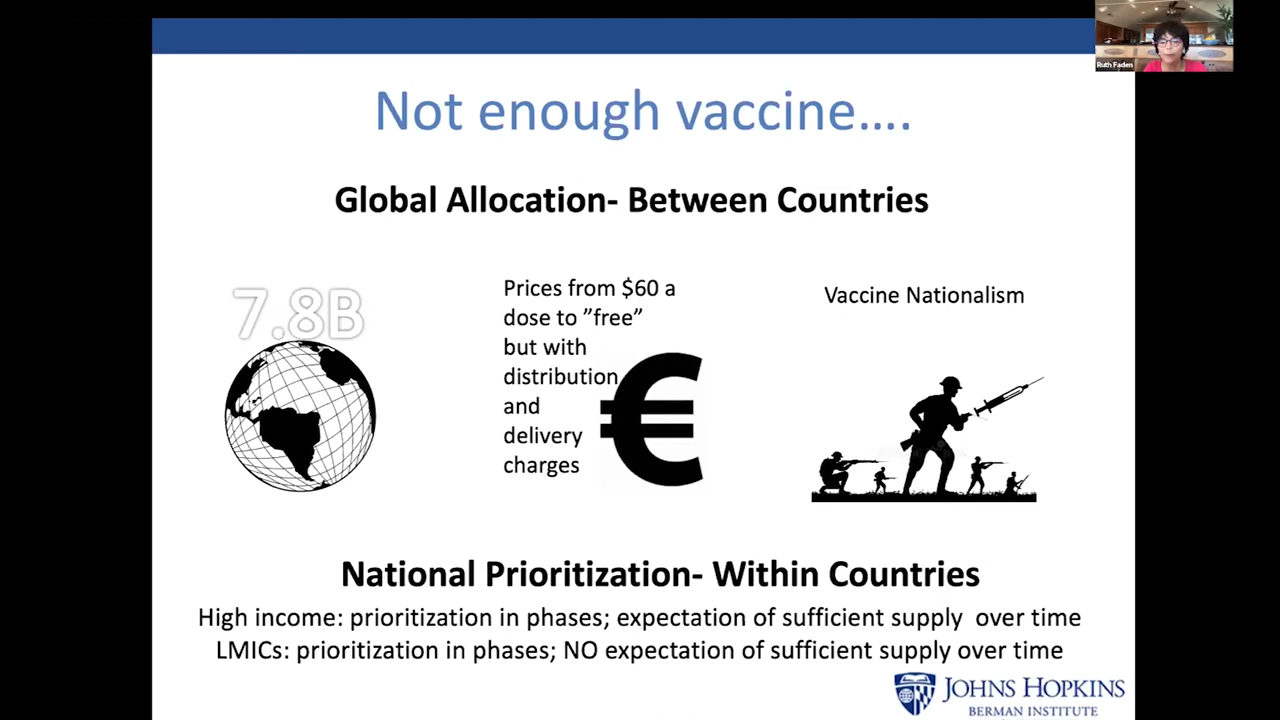 Ruth Faden
Not enough vaccine....
Global Allocation- Between Countries
7.8B
Prices from $60 a
dose to ”free”
but with
distribution
and
delivery
charges
€
Vaccine Nationalism
National Prioritization- Within Countries
High income: prioritization in phases; expectation of sufficient supply over time
LMICs: prioritization in phases; NO expectation of sufficient supply over time
JOHNS HOPKINS
BERMAN INSTITUTE